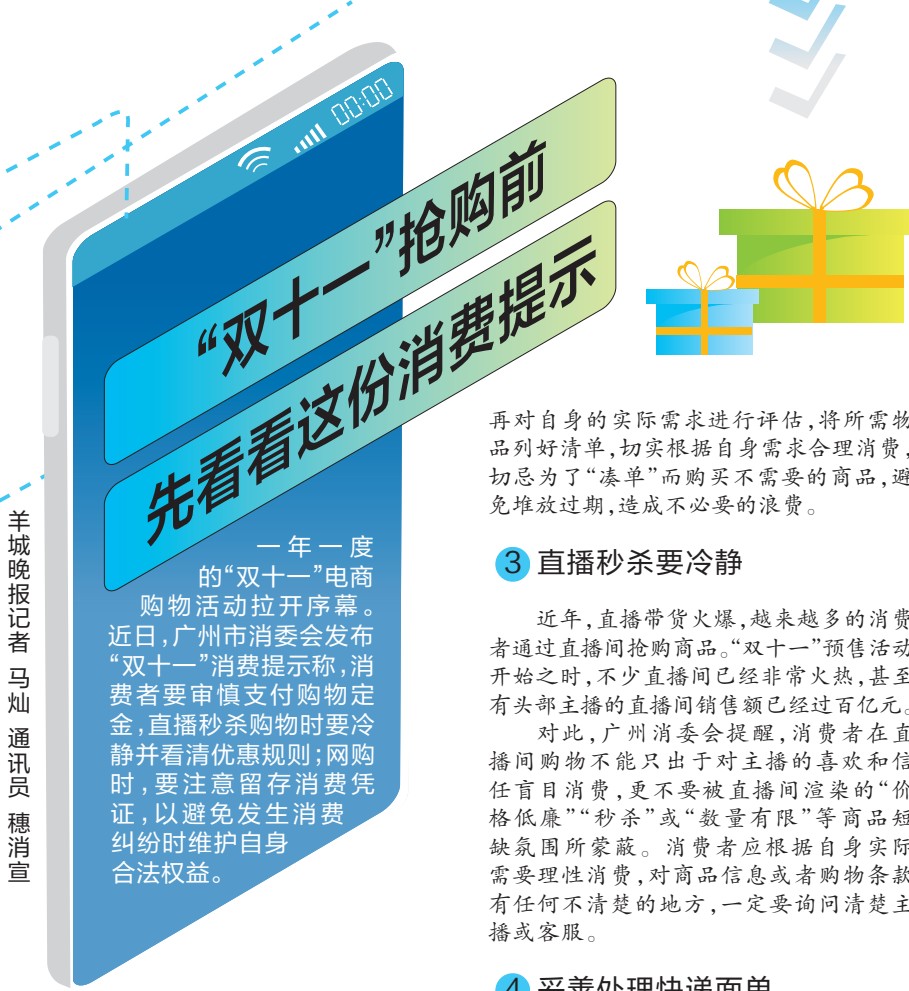 00:00
“双十一”抢购前
先看看这份消费提示
羊城晚报记者 马灿 通讯员 穗消宣
一年一度
的“双十一”电商
购物活动拉开序幕。
近日,广州市消委会发布
“双十一”消费提示称,消
费者要审慎支付购物定
金,直播秒杀购物时要冷
静并看清优惠规则;网购
时,要注意留存消费凭
证,以避免发生消费
纠纷时维护自身
合法权益。
再对自身的实际需求进行评估,将所需物
品列好清单,切实根据自身需求合理消费,
切忌为了“凑单”而购买不需要的商品,避
免堆放过期,造成不必要的浪费。
3 直播秒杀要冷静
近年,直播带货火爆,越来越多的消费
者通过直播间抢购商品。“双十一”预售活动
开始之时,不少直播间已经非常火热,甚至
有头部主播的直播间销售额已经过百亿元。
对此,广州消委会提醒,消费者在直
播间购物不能只出于对主播的喜欢和信
任盲目消费,更不要被直播间渲染的“价
格低廉”“秒杀”或“数量有限”等商品短
缺氛围所蒙蔽。消费者应根据自身实际
需要理性消费,对商品信息或者购物条款
有任何不清楚的地方,一定要询问清楚主
播或客服。
4 妥善处理快递面单